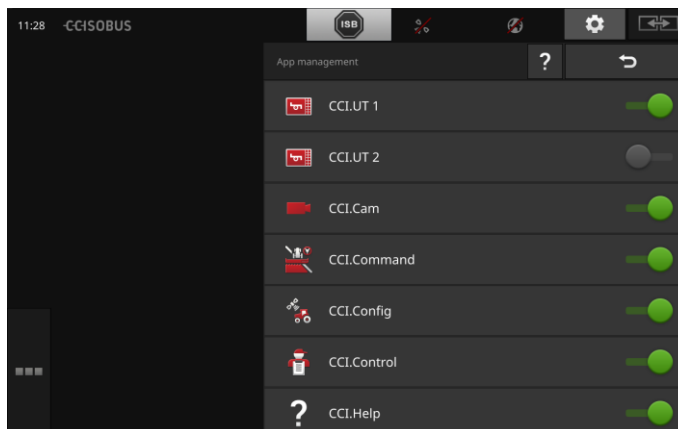 11:28 CCISOBUS
ISB
App management ?
CCI.UT 1
CCI.UT 2
CCI.Cam
CCI.Command
CCI.Config
CCI.Control
? CCI.Help